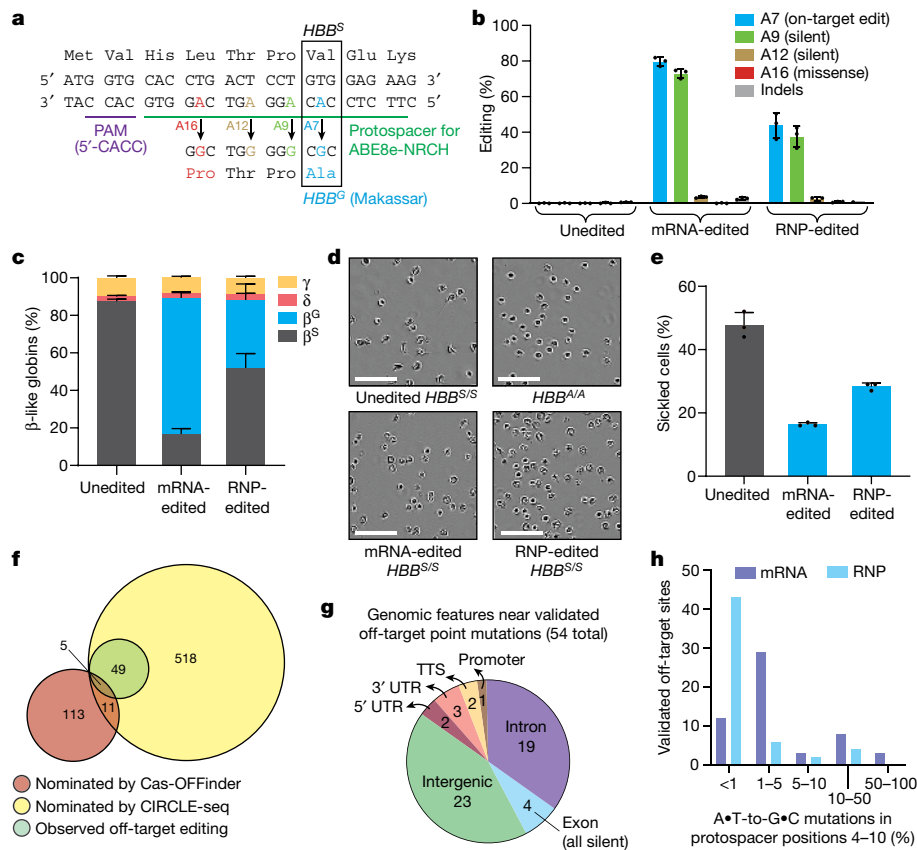 a
HBBS
Met Val His Leu Thr Pro Val Glu Lys
5′ ATG GTG CAC CTG ACT CCT GTG GAG AAG 3′
3′ TAC CAC GTG GAC TGA GGA CAC CTC TTC 5′
PAM
(5′-CACC)
A16 A12 A9 A7
Protospacer for
ABE8e-NRCH
GGC TGG GGG CGC
Pro Thr Pro Ala
HBBG (Makassar)
b
Editing (%)
80
60
40
20
0
A7 (on-target edit)
A9 (silent)
A12 (silent)
A16 (missense)
Indels
Unedited
mRNA-edited
RNP-edited
c
β-like globins (%)
100
80
60
40
20
0
γ
δ
βG
βS
Unedited
mRNA-
edited
RNP-
edited
d
Unedited HBBS/S
HBBA/A
mRNA-edited
HBBS/S
RNP-edited
HBBS/S
e
Sickled cells (%)
60
40
20
0
Unedited
mRNA-
edited
RNP-
edited
f
5
49
518
113
11
Nominated by Cas-OFFinder
Nominated by CIRCLE-seq
Observed off-target editing
g
Genomic features near validated
off-target point mutations (54 total)
Promoter
TTS
3′ UTR
5′ UTR
1
2
3
2
Intron
19
Intergenic
23
4
Exon
(all silent)
h
Validated off-target sites
50
40
30
20
10
0
mRNA
RNP
<1
1–5
5–10
10–50
50–100
A•T-to-G•C mutations in
protospacer positions 4–10 (%)